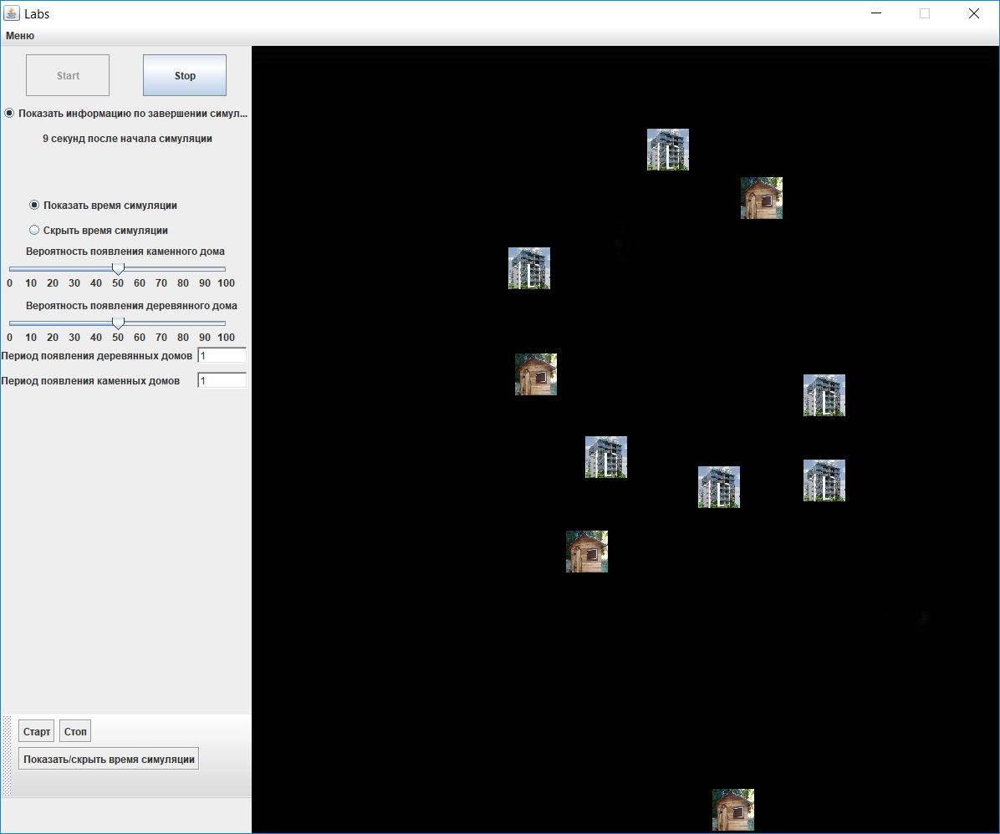 Labs
Меню
Start Stop
Показать информацию по завершении симул...
9 секунд после начала симуляции
Показать время симуляции
Скрыть время симуляции
Вероятность появления каменного дома
0 10 20 30 40 50 60 70 80 90 100
Вероятность появления деревянного дома
0 10 20 30 40 50 60 70 80 90 100
Период появления деревянных домов 1
Период появления каменных домов 1
Старт Стоп
Показать/скрыть время симуляции